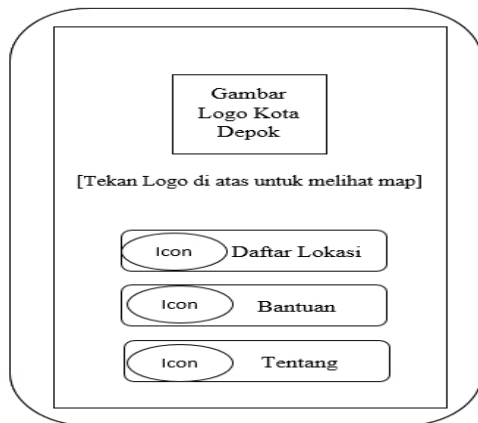 Gambar
Logo Kota
Depok
[Tekan Logo di atas untuk melihat map]
Icon Daftar Lokasi
Icon Bantuan
Icon Tentang